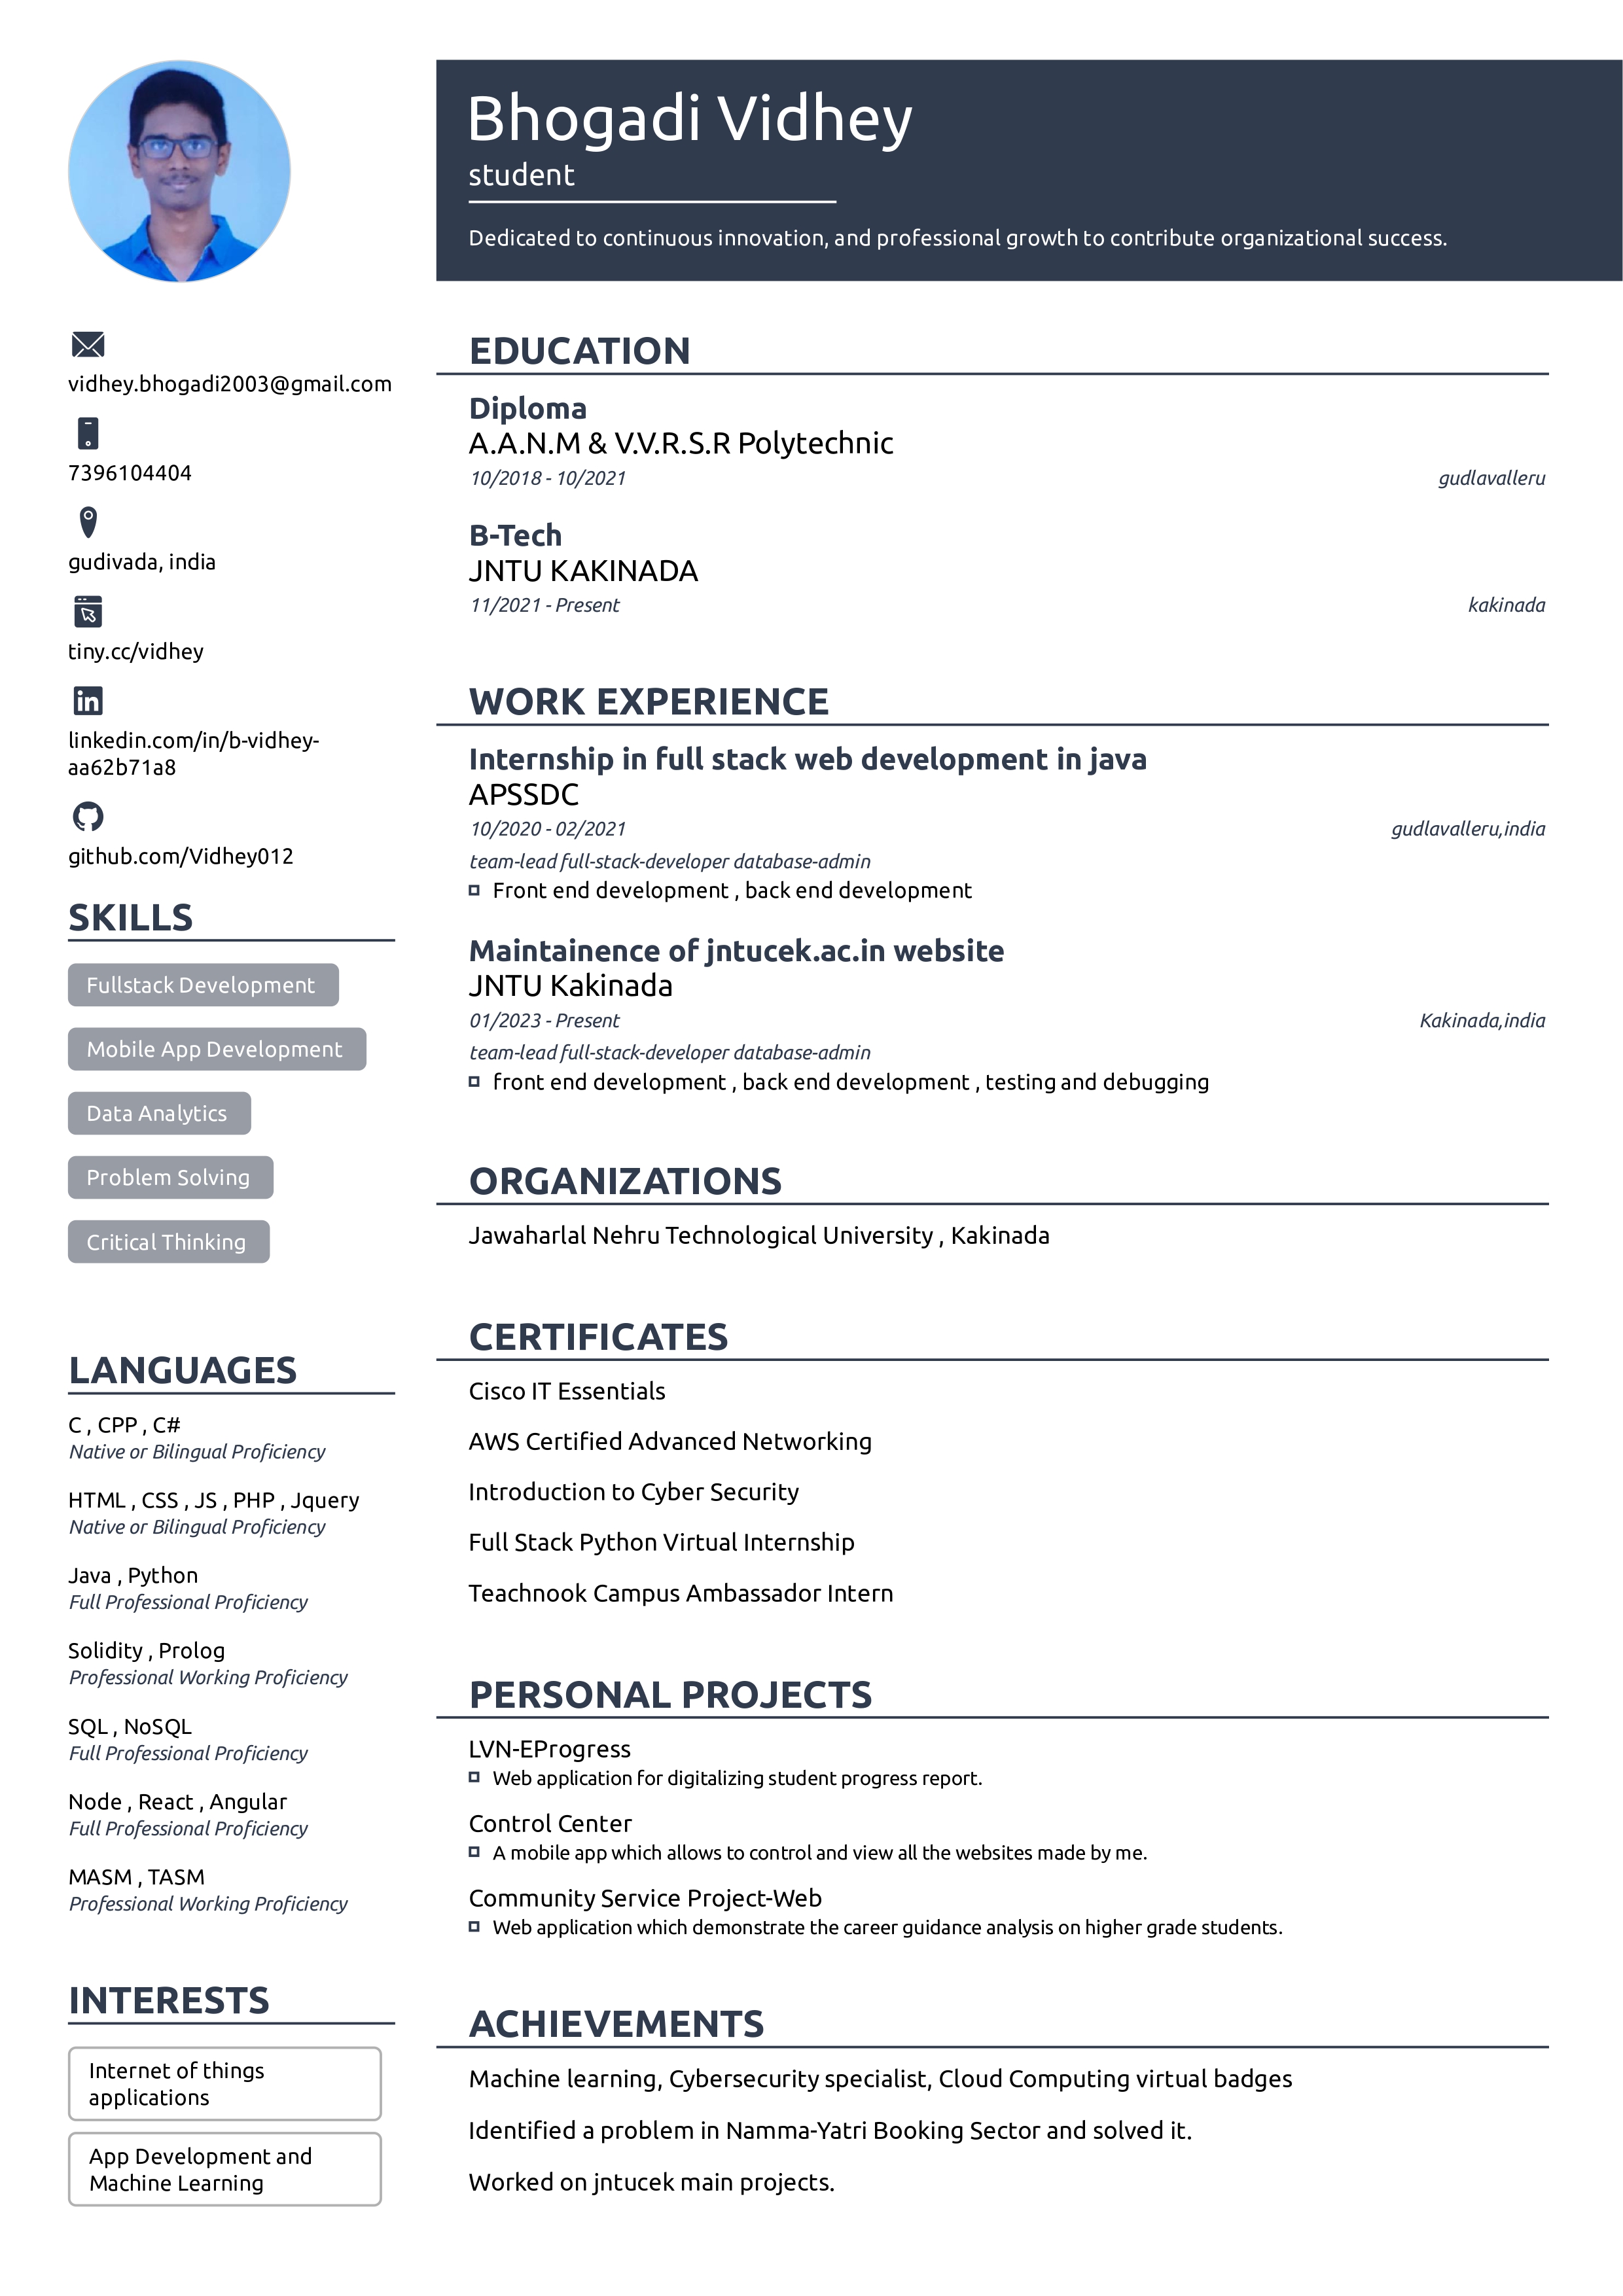 Bhogadi Vidhey
student
Dedicated to continuous innovation, and professional growth to contribute organizational success.
vidhey.bhogadi2003@gmail.com
7396104404
gudivada, india
tiny.cc/vidhey
linkedin.com/in/b-vidhey-
aa62b71a8
github.com/Vidhey012
SKILLS
Fullstack Development
Mobile App Development
Data Analytics
Problem Solving
Critical Thinking
LANGUAGES
C , CPP , C#
Native or Bilingual Proficiency
HTML , CSS , JS , PHP , Jquery
Native or Bilingual Proficiency
Java , Python
Full Professional Proficiency
Solidity , Prolog
Professional Working Proficiency
SQL , NoSQL
Full Professional Proficiency
Node , React , Angular
Full Professional Proficiency
MASM , TASM
Professional Working Proficiency
INTERESTS
Internet of things
applications
App Development and
Machine Learning
EDUCATION
Diploma
A.A.N.M & V.V.R.S.R Polytechnic
10/2018 - 10/2021 gudlavalleru
B-Tech
JNTU KAKINADA
11/2021 - Present kakinada
WORK EXPERIENCE
Internship in full stack web development in java
APSSDC
10/2020 - 02/2021 gudlavalleru,india
team-lead full-stack-developer database-admin
Front end development , back end development
Maintainence of jntucek.ac.in website
JNTU Kakinada
01/2023 - Present Kakinada,india
team-lead full-stack-developer database-admin
front end development , back end development , testing and debugging
ORGANIZATIONS
Jawaharlal Nehru Technological University , Kakinada
CERTIFICATES
Cisco IT Essentials
AWS Certified Advanced Networking
Introduction to Cyber Security
Full Stack Python Virtual Internship
Teachnook Campus Ambassador Intern
PERSONAL PROJECTS
LVN-EProgress
Web application for digitalizing student progress report.
Control Center
A mobile app which allows to control and view all the websites made by me.
Community Service Project-Web
Web application which demonstrate the career guidance analysis on higher grade students.
ACHIEVEMENTS
Machine learning, Cybersecurity specialist, Cloud Computing virtual badges
Identified a problem in Namma-Yatri Booking Sector and solved it.
Worked on jntucek main projects.